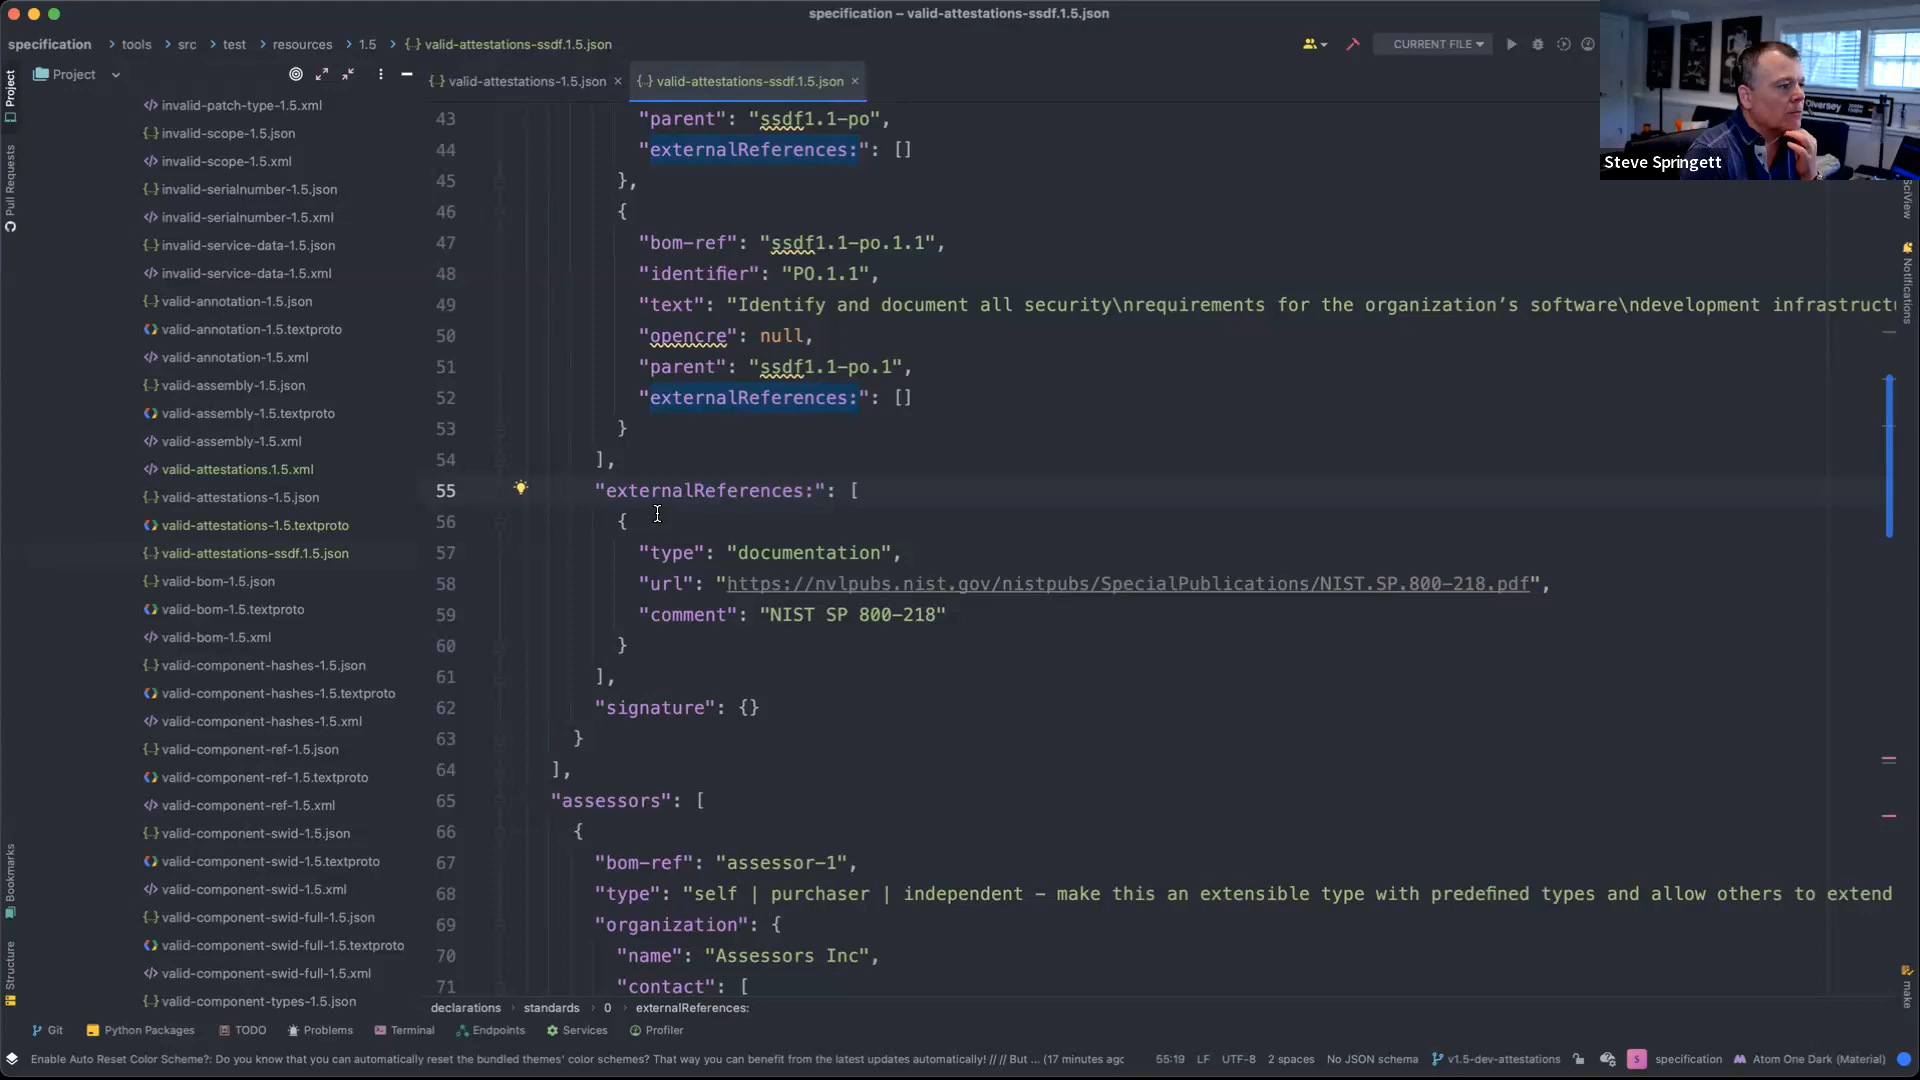 specification – valid-attestations-ssdf.1.5.json
specification
tools
src
test
resources
1.5
valid-attestations-ssdf.1.5.json
CURRENT FILE
Project
Project
Pull Requests
Bookmarks
Structure
valid-attestations-1.5.json
valid-attestations-ssdf.1.5.json
Steve Springett
SciView
Notifications
make
invalid-patch-type-1.5.xml
invalid-scope-1.5.json
invalid-scope-1.5.xml
invalid-serialnumber-1.5.json
invalid-serialnumber-1.5.xml
invalid-service-data-1.5.json
invalid-service-data-1.5.xml
valid-annotation-1.5.json
valid-annotation-1.5.textproto
valid-annotation-1.5.xml
valid-assembly-1.5.json
valid-assembly-1.5.textproto
valid-assembly-1.5.xml
valid-attestations.1.5.xml
valid-attestations-1.5.json
valid-attestations-1.5.textproto
valid-attestations-ssdf.1.5.json
valid-bom-1.5.json
valid-bom-1.5.textproto
valid-bom-1.5.xml
valid-component-hashes-1.5.json
valid-component-hashes-1.5.textproto
valid-component-hashes-1.5.xml
valid-component-ref-1.5.json
valid-component-ref-1.5.textproto
valid-component-ref-1.5.xml
valid-component-swid-1.5.json
valid-component-swid-1.5.textproto
valid-component-swid-1.5.xml
valid-component-swid-full-1.5.json
valid-component-swid-full-1.5.textproto
valid-component-swid-full-1.5.xml
valid-component-types-1.5.json
43 "parent": "ssdf1.1-po",
44 "externalReferences:": []
45 },
46 {
47 "bom-ref": "ssdf1.1-po.1.1",
48 "identifier": "PO.1.1",
49 "text": "Identify and document all security\nrequirements for the organization’s software\ndevelopment infrastructu
50 "opencre": null,
51 "parent": "ssdf1.1-po.1",
52 "externalReferences:": []
53 }
54 ],
55 "externalReferences:": [
56 {
57 "type": "documentation",
58 "url": "https://nvlpubs.nist.gov/nistpubs/SpecialPublications/NIST.SP.800-218.pdf",
59 "comment": "NIST SP 800-218"
60 }
61 ],
62 "signature": {}
63 }
64 ],
65 "assessors": [
66 {
67 "bom-ref": "assessor-1",
68 "type": "self | purchaser | independent – make this an extensible type with predefined types and allow others to extend
69 "organization": {
70 "name": "Assessors Inc",
71 "contact": [
declarations
standards
0
externalReferences:
Git
Python Packages
TODO
Problems
Terminal
Endpoints
Services
Profiler
Enable Auto Reset Color Scheme?: Do you know that you can automatically reset the bundled themes' color schemes? That way you can benefit from the latest updates automatically! // // But ... (17 minutes ago
55:19
LF
UTF-8
2 spaces
No JSON schema
v1.5-dev-attestations
S
specification
Atom One Dark (Material)